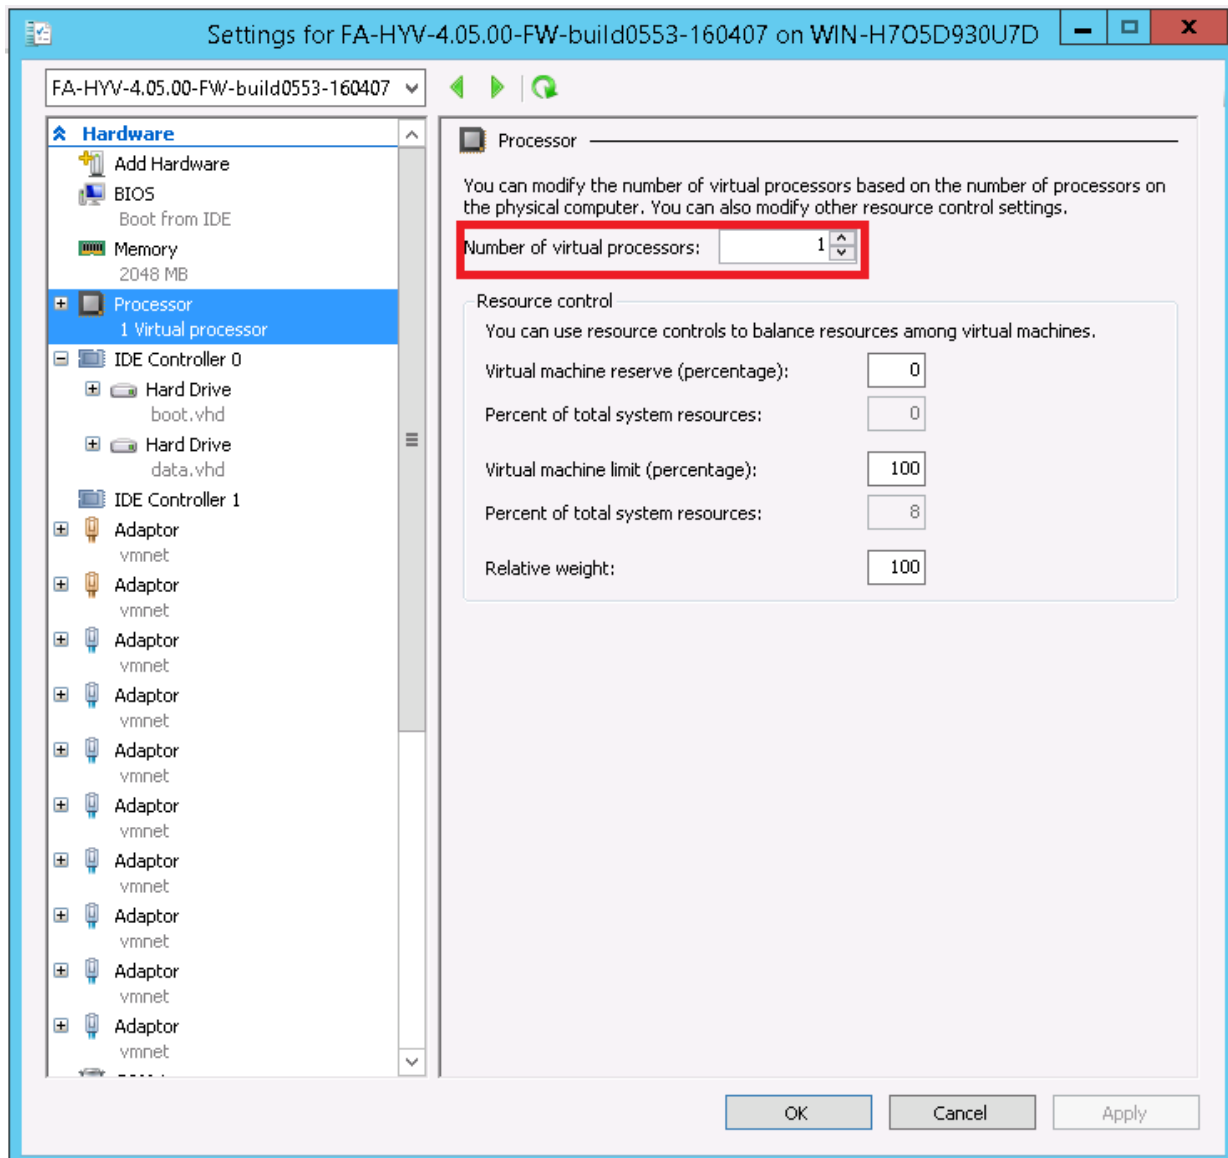 Settings for FA-HYV-4.05.00-FW-build0553-160407 on WIN-H7O5D930U7D
FA-HYV-4.05.00-FW-build0553-160407
Hardware
Add Hardware
BIOS
Boot from IDE
Memory
2048 MB
Processor
1 Virtual processor
IDE Controller 0
Hard Drive
boot.vhd
Hard Drive
data.vhd
IDE Controller 1
Adaptor
vmnet
Adaptor
vmnet
Adaptor
vmnet
Adaptor
vmnet
Adaptor
vmnet
Adaptor
vmnet
Adaptor
vmnet
Adaptor
vmnet
Adaptor
vmnet
Adaptor
vmnet
Processor
You can modify the number of virtual processors based on the number of processors on
the physical computer. You can also modify other resource control settings.
Number of virtual processors: 1
Resource control
You can use resource controls to balance resources among virtual machines.
Virtual machine reserve (percentage): 0
Percent of total system resources: 0
Virtual machine limit (percentage): 100
Percent of total system resources: 8
Relative weight: 100
OK Cancel Apply